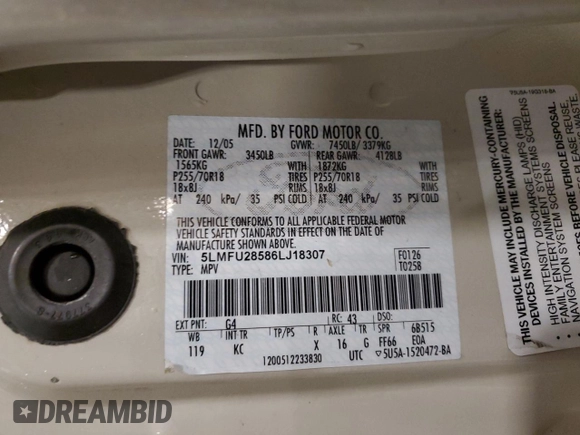 MFD. BY FORD MOTOR CO.
DATE: 12/05 GVWR: 7450LB/ 3379KG
FRONT GAWR: 3450LB REAR GAWR: 4128LB
1565KG WITH 1872KG WITH
P255/70R18 TIRES P255/70R18 TIRES
18x8J RIMS 18x8J RIMS
AT 240 kPa/ 35 PSI COLD AT 240 kPa/ 35 PSI COLD
THIS VEHICLE CONFORMS TO ALL APPLICABLE FEDERAL MOTOR
VEHICLE SAFETY STANDARDS IN EFFECT ON THE DATE OF
MANUFACTURE SHOWN ABOVE.
VIN: 5LMFU28586LJ18307 F0126
TYPE: MPV T0258
EXT PNT: G4 RC: 43 DSO:
WB INT TR TP/PS R AXLE TR SPR 6B515
119 KC X 16 G FF66 EOA
1200512233830 UTC 5U5A-1520472-BA
THIS VEHICLE MAY INCLUDE MERCURY-CONTAINING
DEVICES INSTALLED BY THE MANUFACTURER:
HIGH INTENSITY DISCHARGE LAMPS (HID)
FAMILY ENTERTAINMENT SYSTEMS SCREENS
NAVIGATION SYSTEM SCREENS
VEHICLE DISPOSAL.
WASTE.
DREAMBID